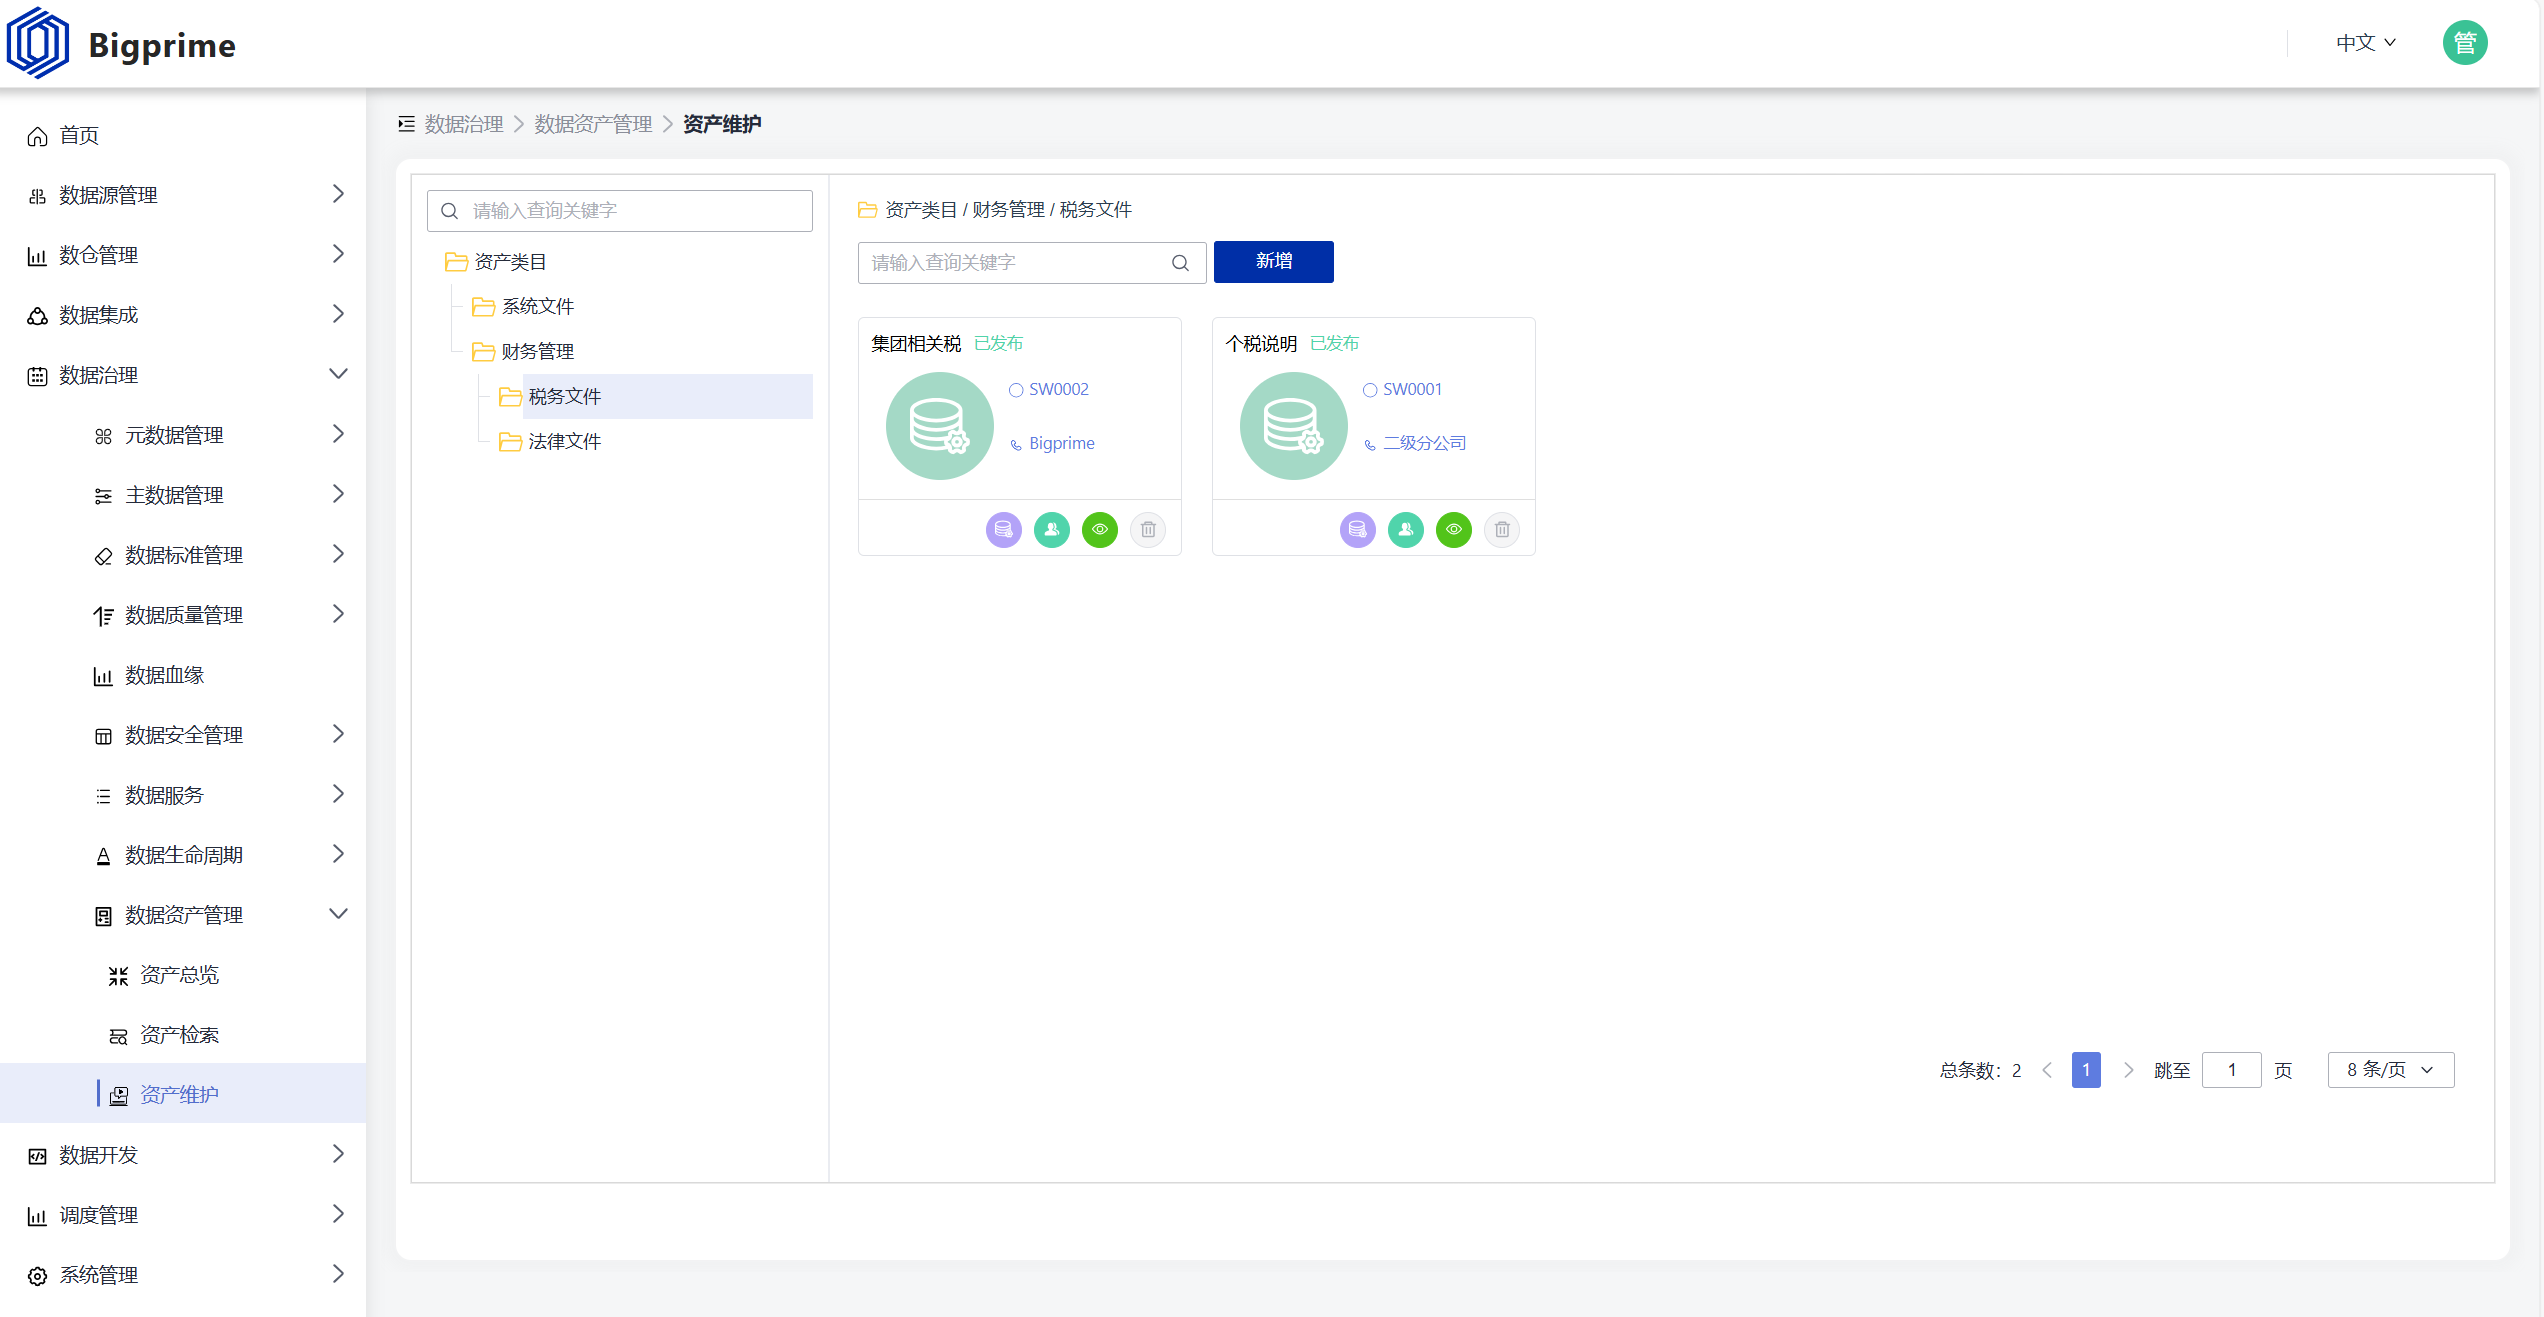 Bigprime
中文
管
首页
数据源管理
数仓管理
数据集成
数据治理
元数据管理
主数据管理
数据标准管理
数据质量管理
数据血缘
数据安全管理
数据服务
数据生命周期
数据资产管理
资产总览
资产检索
资产维护
数据开发
调度管理
系统管理
数据治理 > 数据资产管理 > 资产维护
请输入查询关键字
资产类目
系统文件
财务管理
税务文件
法律文件
资产类目 / 财务管理 / 税务文件
请输入查询关键字
新增
集团相关税 已发布
SW0002
Bigprime
个税说明 已发布
SW0001
二级分公司
总条数：2 1 跳至 1 页 8 条/页